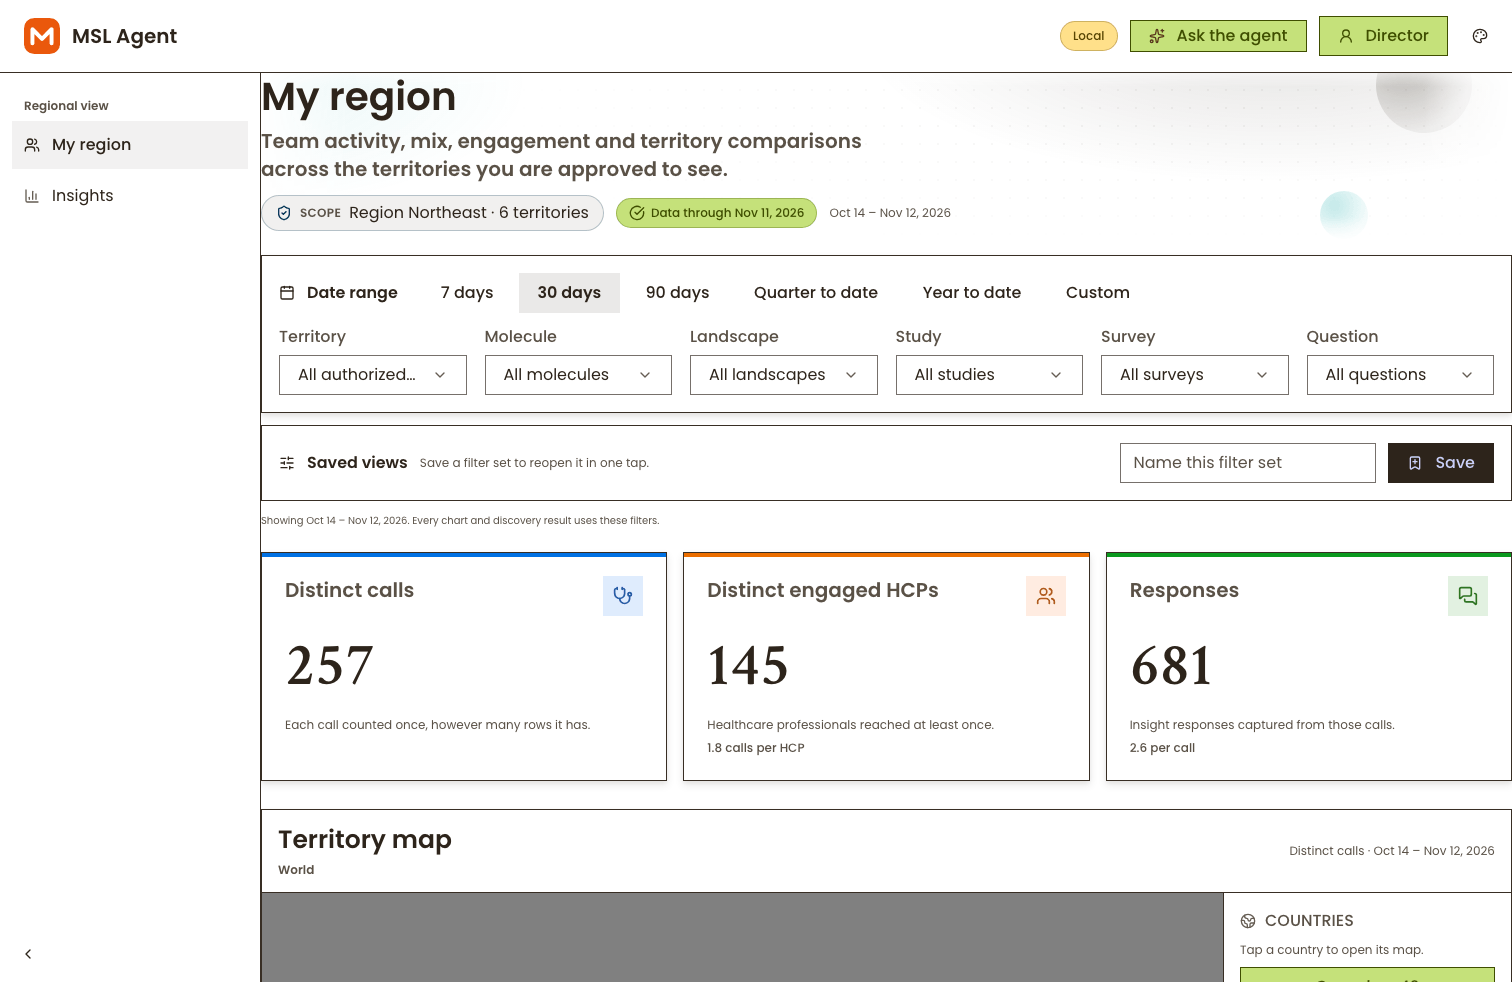 MSL Agent
Local
Ask the agent
Director
Regional view
My region
Insights
My region
Team activity, mix, engagement and territory comparisons
across the territories you are approved to see.
SCOPE Region Northeast · 6 territories
Data through Nov 11, 2026
Oct 14 – Nov 12, 2026
Date range
7 days
30 days
90 days
Quarter to date
Year to date
Custom
Territory
Molecule
Landscape
Study
Survey
Question
All authorized...
All molecules
All landscapes
All studies
All surveys
All questions
Saved views
Save a filter set to reopen it in one tap.
Name this filter set
Save
Showing Oct 14 – Nov 12, 2026. Every chart and discovery result uses these filters.
Distinct calls
257
Each call counted once, however many rows it has.
Distinct engaged HCPs
145
Healthcare professionals reached at least once.
1.8 calls per HCP
Responses
681
Insight responses captured from those calls.
2.6 per call
Territory map
World
Distinct calls · Oct 14 – Nov 12, 2026
COUNTRIES
Tap a country to open its map.